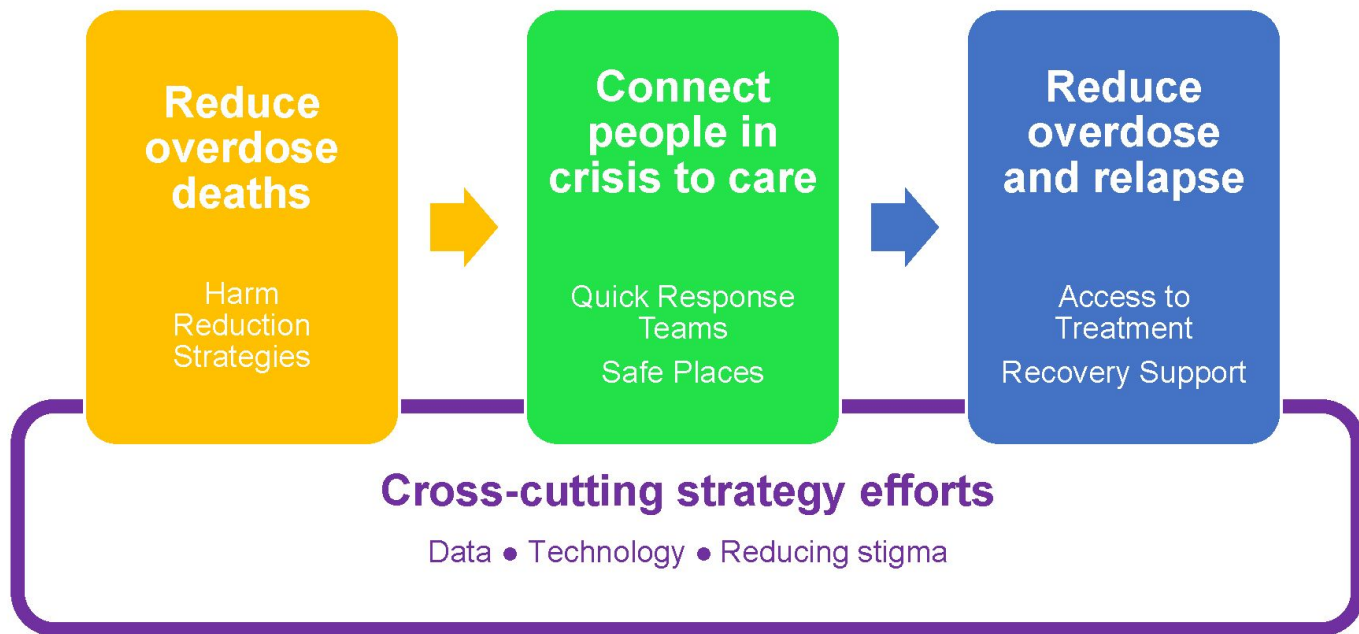 Reduce
overdose
deaths
Harm
Reduction
Strategies
Connect
people in
crisis to care
Quick Response
Teams
Safe Places
Reduce
overdose
and relapse
Access to
Treatment
Recovery Support
Cross-cutting strategy efforts
Data ● Technology ● Reducing stigma